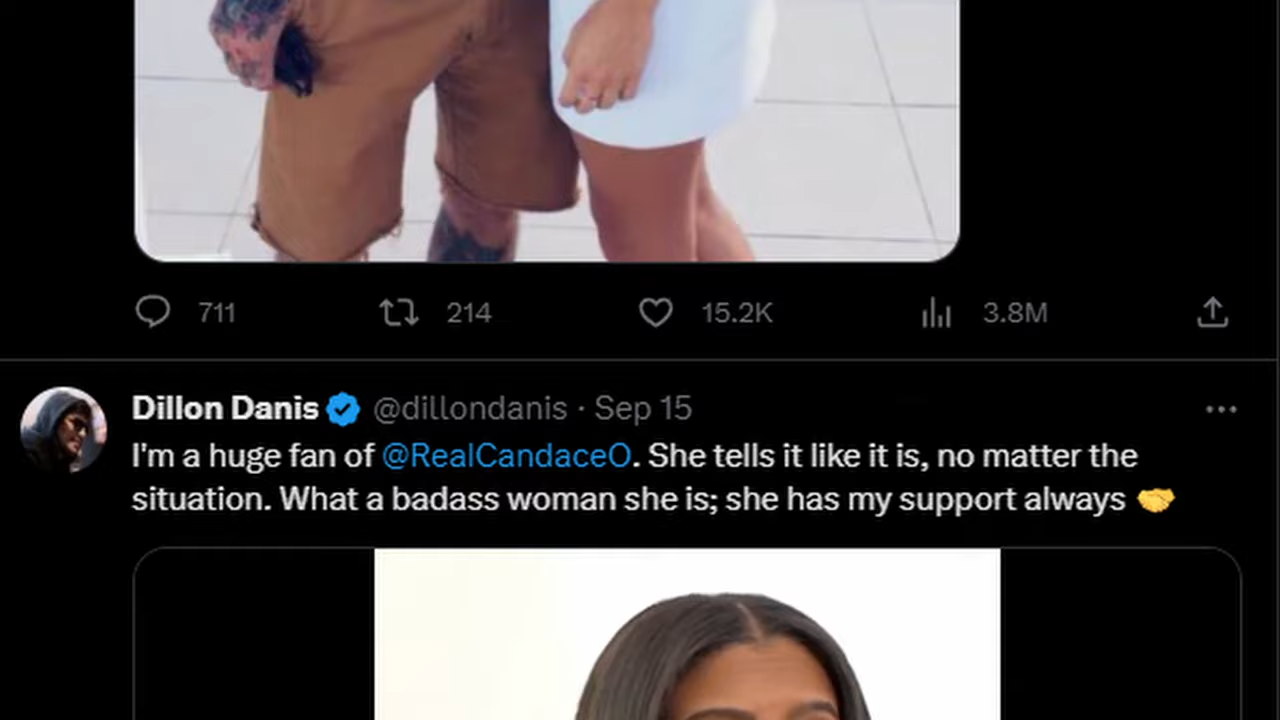 711 214 15.2K 3.8M
Dillon Danis @dillondanis · Sep 15
I'm a huge fan of @RealCandaceO. She tells it like it is, no matter the
situation. What a badass woman she is; she has my support always 🤝